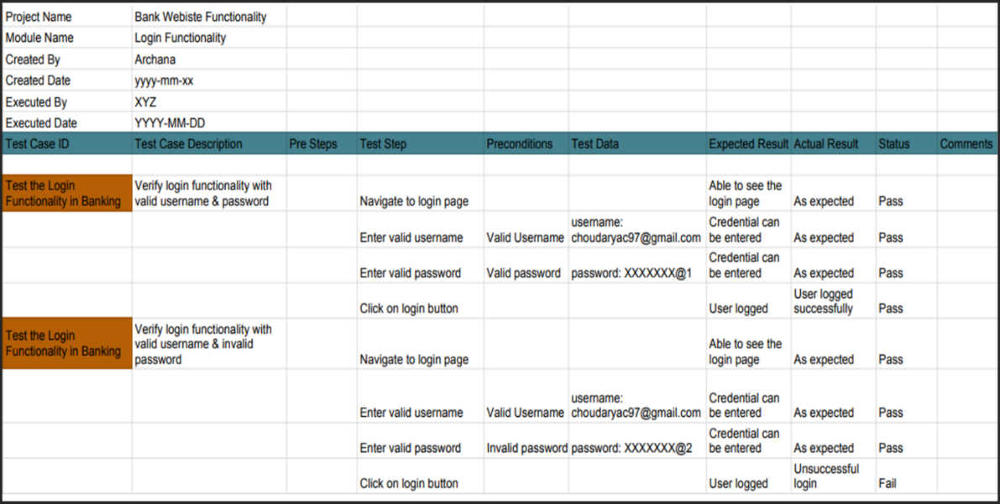 Project Name Bank Webiste Functionality
Module Name Login Functionality
Created By Archana
Created Date yyyy-mm-xx
Executed By XYZ
Executed Date YYYY-MM-DD
Test Case ID Test Case Description Pre Steps Test Step Preconditions Test Data Expected Result Actual Result Status Comments
Test the Login
Functionality in Banking
Verify login functionality with
valid username & password
Navigate to login page
Able to see the
login page
As expected
Pass
Enter valid username
Valid Username
username:
choudaryac97@gmail.com
Credential can
be entered
As expected
Pass
Enter valid password
Valid password
password: XXXXXXX@1
Credential can
be entered
As expected
Pass
Click on login button
User logged
User logged
successfully
Pass
Test the Login
Functionality in Banking
Verify login functionality with
valid username & invalid
password
Navigate to login page
Able to see the
login page
As expected
Pass
Enter valid username
Valid Username
username:
choudaryac97@gmail.com
Credential can
be entered
As expected
Pass
Enter valid password
Invalid password
password: XXXXXXX@2
Credential can
be entered
As expected
Pass
Click on login button
User logged
Unsuccessful
login
Fail